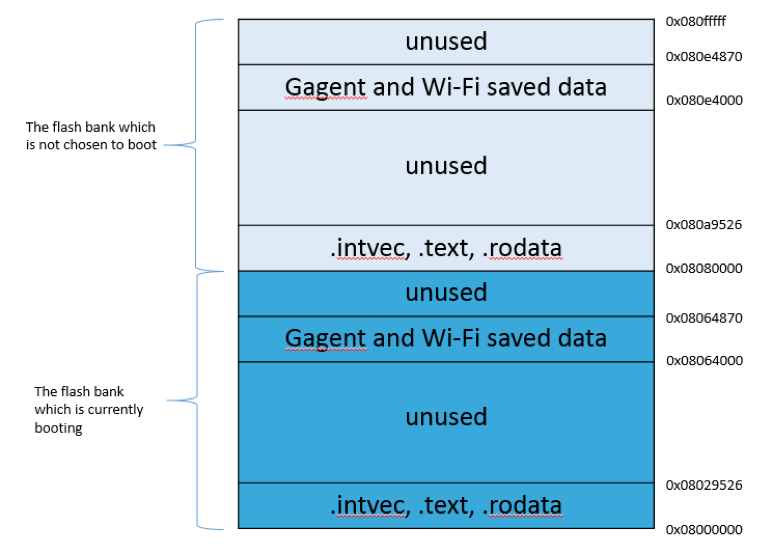 0x080fffff
unused
0x080e4870
Gagent and Wi-Fi saved data
0x080e4000
The flash bank which
is not chosen to boot
unused
0x080a9526
.intvec, .text, .rodata
0x08080000
unused
0x08064870
Gagent and Wi-Fi saved data
0x08064000
The flash bank
which is currently
booting
unused
0x08029526
.intvec, .text, .rodata
0x08000000